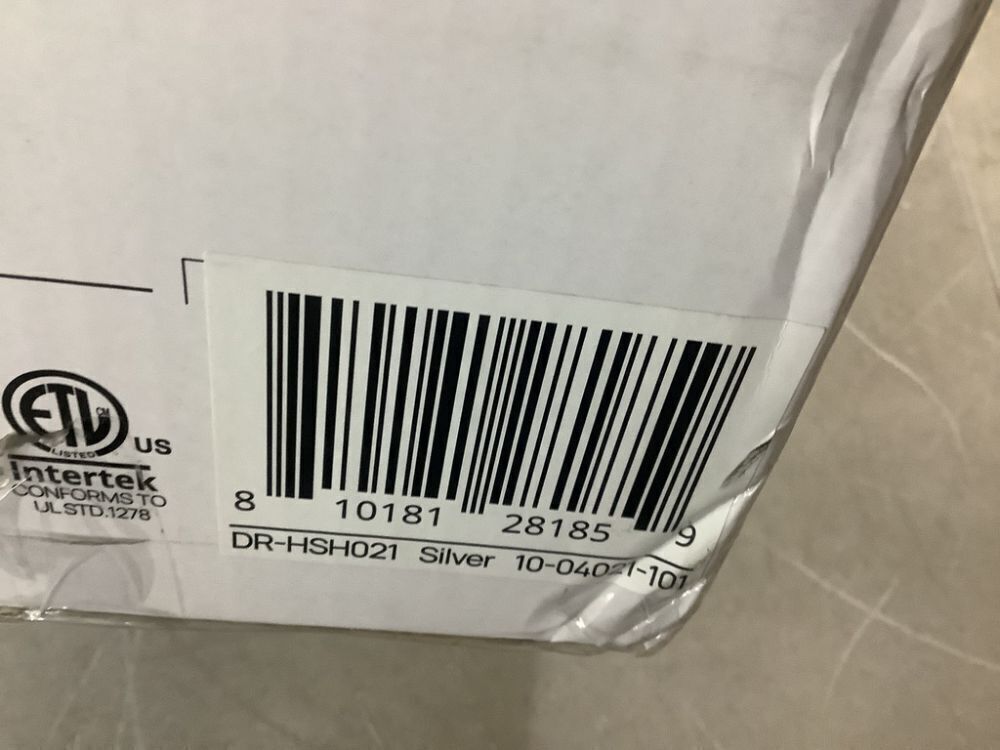 ETL CM
LISTED
US
Intertek
CONFORMS TO
UL STD.1278
8 10181 28185 9
DR-HSH021 Silver 10-04021-101